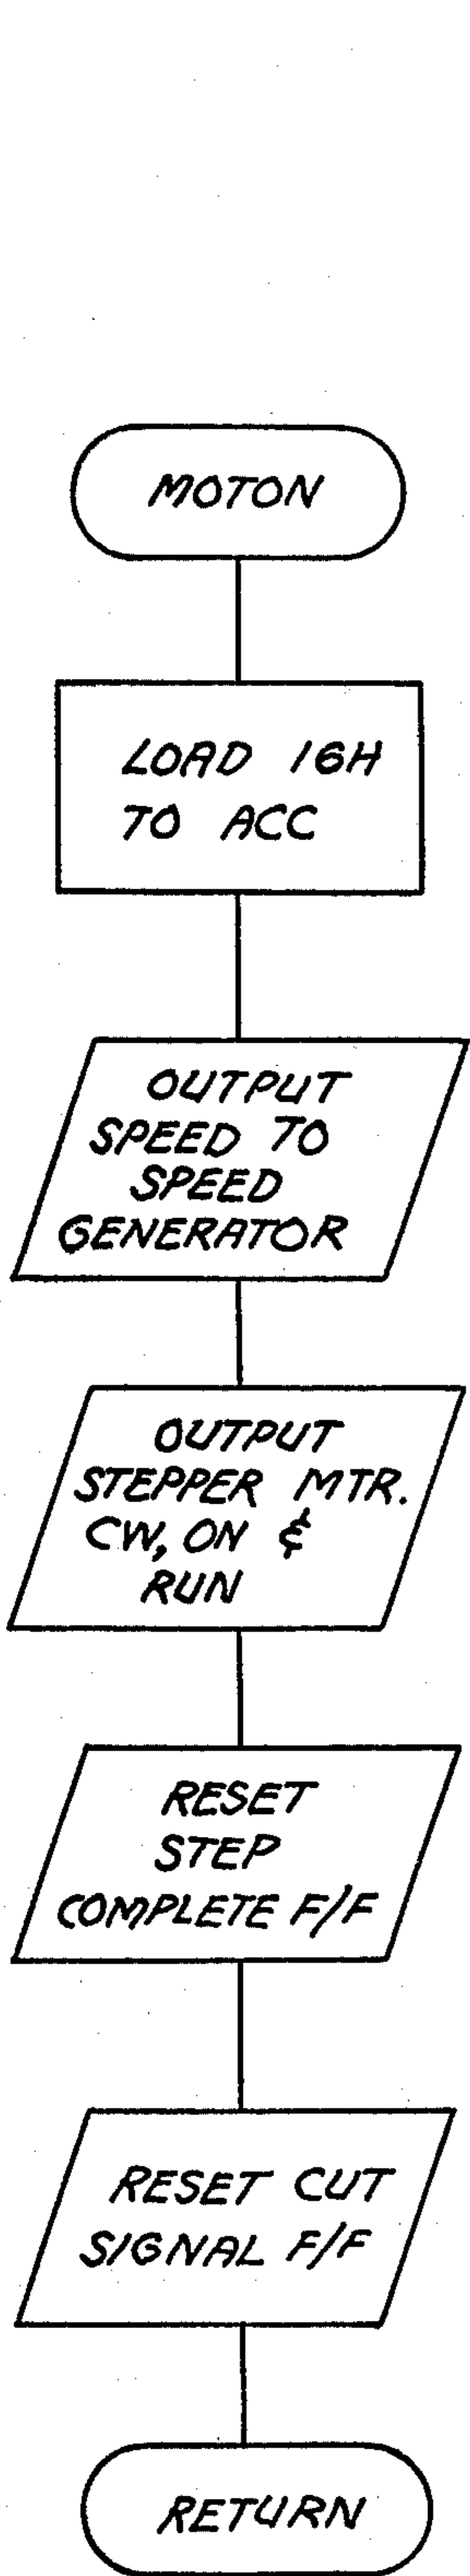 MOTON
LOAD 16H
TO ACC
OUTPUT
SPEED TO
SPEED
GENERATOR
OUTPUT
STEPPER MTR.
CW, ON &
RUN
RESET
STEP
COMPLETE F/F
RESET CUT
SIGNAL F/F
RETURN